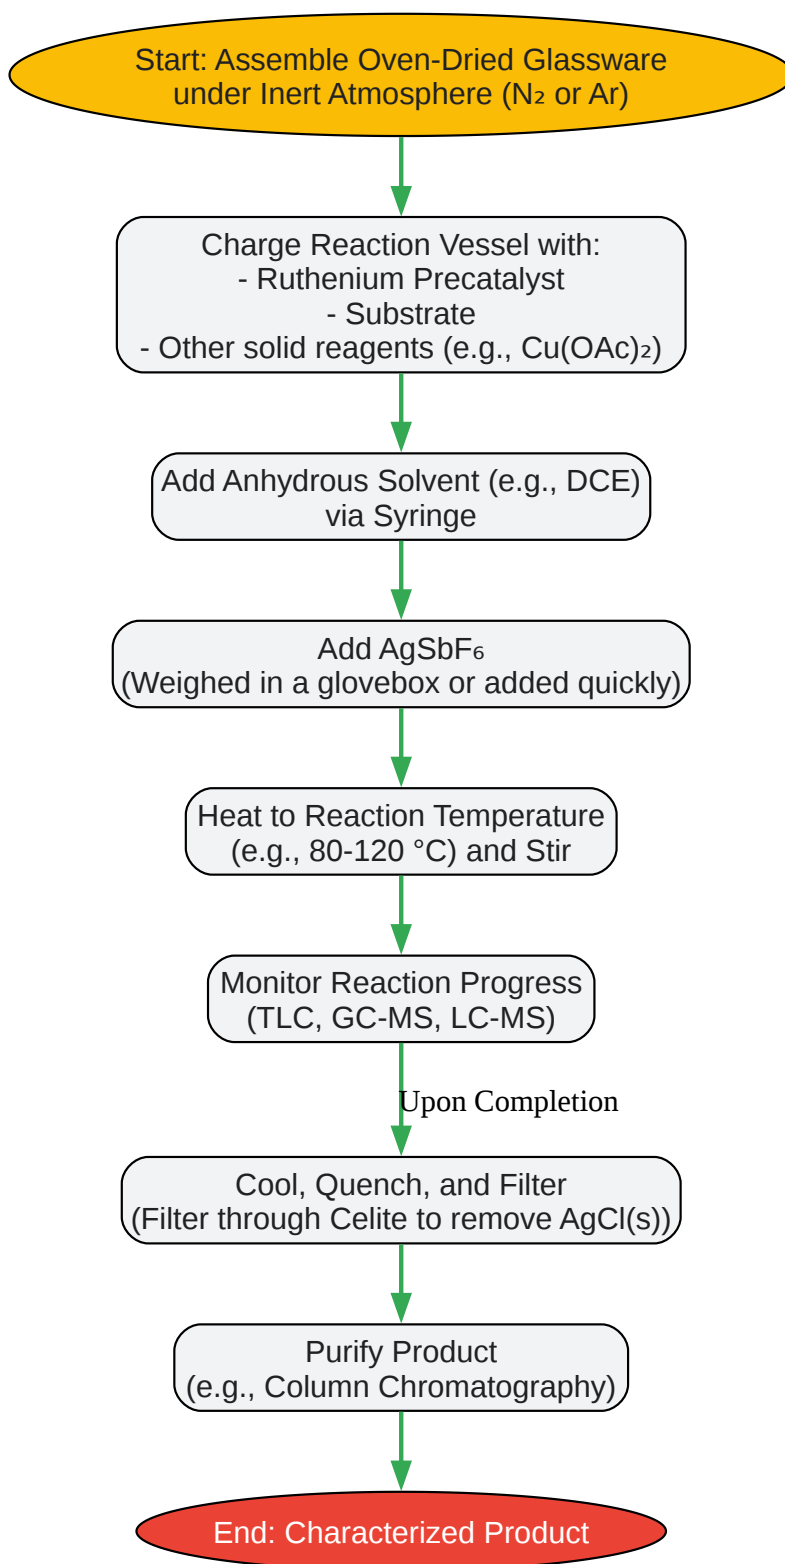 Start: Assemble Oven-Dried Glassware
under Inert Atmosphere (N₂ or Ar)
Charge Reaction Vessel with:
- Ruthenium Precatalyst
- Substrate
- Other solid reagents (e.g., Cu(OAc)₂)
Add Anhydrous Solvent (e.g., DCE)
via Syringe
Add AgSbF₆
(Weighed in a glovebox or added quickly)
Heat to Reaction Temperature
(e.g., 80-120 °C) and Stir
Monitor Reaction Progress
(TLC, GC-MS, LC-MS)
Upon Completion
Cool, Quench, and Filter
(Filter through Celite to remove AgCl(s))
Purify Product
(e.g., Column Chromatography)
End: Characterized Product